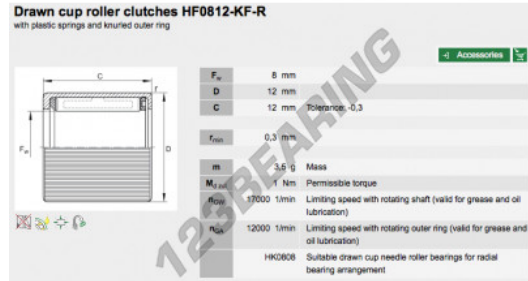 Drawn cup roller clutches HF0812-KF-R
with plastic springs and knurled outer ring
Accessories
C
r
Fw
D
Fw 8 mm
D 12 mm
C 12 mm Tolerance: -0,3
rmin 0,3 mm
m 3,5 g Mass
Md per 1 Nm Permissible torque
nGW 17000 1/min Limiting speed with rotating shaft (valid for grease and oil
lubrication)
nGA 12000 1/min Limiting speed with rotating outer ring (valid for grease and
oil lubrication)
HK0808 Suitable drawn cup needle roller bearings for radial
bearing arrangement
123BEARING